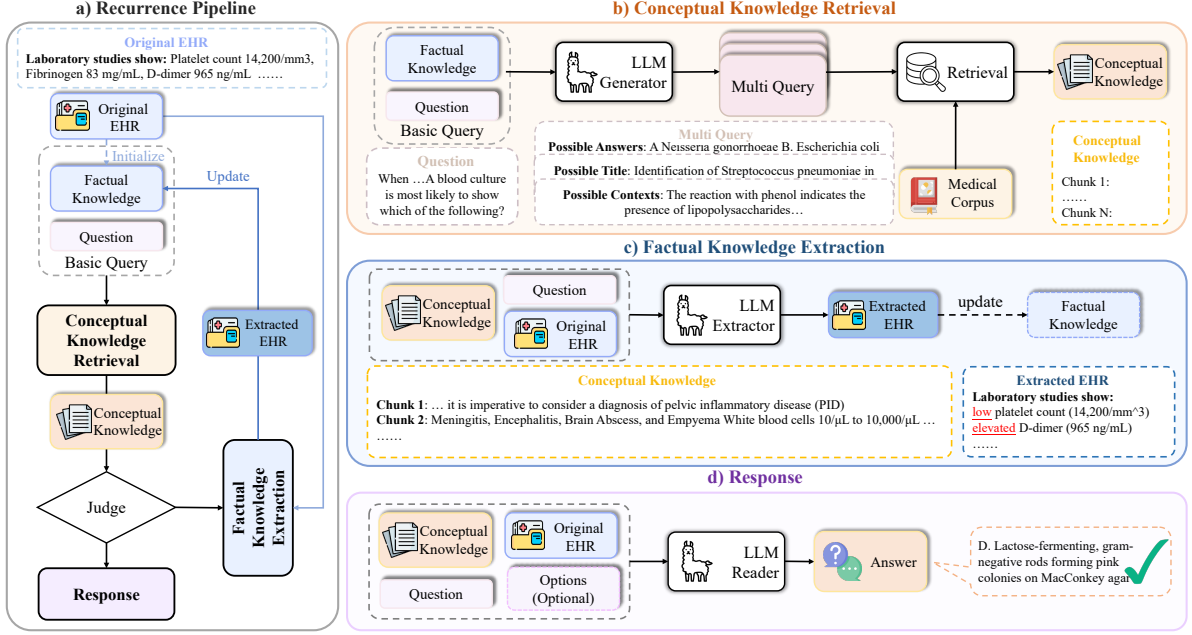 a) Recurrence Pipeline
Original EHR
Laboratory studies show: Platelet count 14,200/mm3,
Fibrinogen 83 mg/mL, D-dimer 965 ng/mL ……
Original
EHR
Initialize
Factual
Knowledge
Update
Question
Basic Query
Conceptual
Knowledge
Retrieval
Extracted
EHR
Conceptual
Knowledge
Judge
Factual
Knowledge
Extraction
Response
b) Conceptual Knowledge Retrieval
Factual
Knowledge
Question
Basic Query
LLM
Generator
Multi Query
Retrieval
Conceptual
Knowledge
Question
When …A blood culture
is most likely to show
which of the following?
Multi Query
Possible Answers: A Neisseria gonorrhoeae B. Escherichia coli
Possible Title: Identification of Streptococcus pneumoniae in
Possible Contexts: The reaction with phenol indicates the
presence of lipopolysaccharides…
Medical
Corpus
Conceptual
Knowledge
Chunk 1:
……
Chunk N:
c) Factual Knowledge Extraction
Conceptual
Knowledge
Question
Original
EHR
LLM
Extractor
Extracted
EHR
update
Factual
Knowledge
Conceptual Knowledge
Chunk 1: … it is imperative to consider a diagnosis of pelvic inflammatory disease (PID)
Chunk 2: Meningitis, Encephalitis, Brain Abscess, and Empyema White blood cells 10/μL to 10,000/μL …
……
Extracted EHR
Laboratory studies show:
low platelet count (14,200/mm^3)
elevated D-dimer (965 ng/mL)
……
d) Response
Conceptual
Knowledge
Original
EHR
Question
Options
(Optional)
LLM
Reader
Answer
D. Lactose-fermenting, gram-
negative rods forming pink
colonies on MacConkey agar